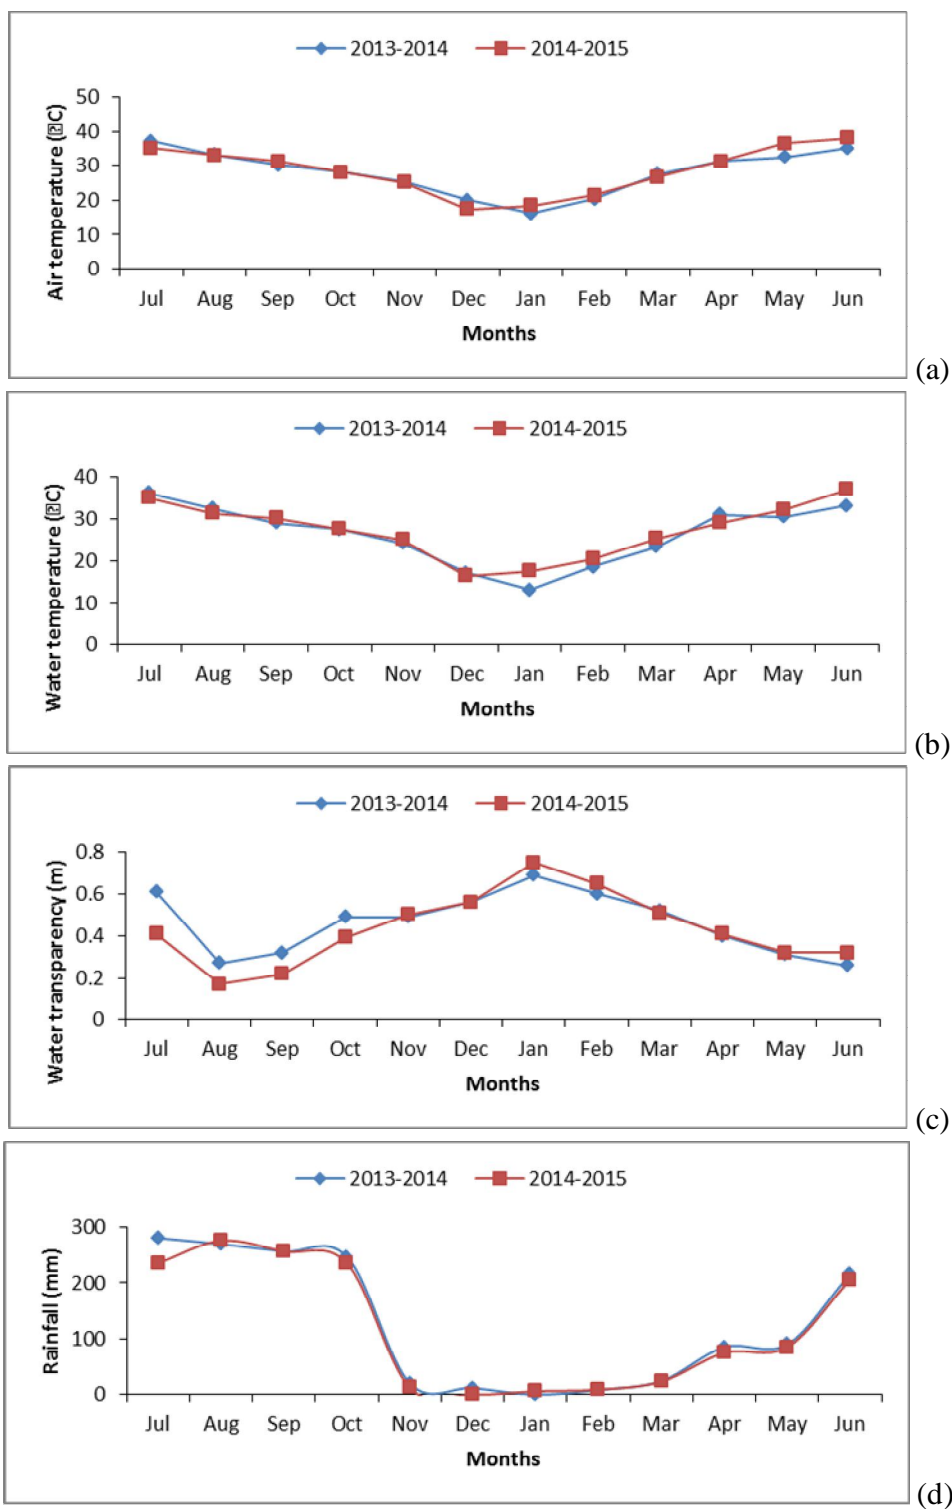 2013-2014 2014-2015
Air temperature (�C)
50
40
30
20
10
0
Jul Aug Sep Oct Nov Dec Jan Feb Mar Apr May Jun
Months
(a)
2013-2014 2014-2015
Water temperature (�C)
40
30
20
10
0
Jul Aug Sep Oct Nov Dec Jan Feb Mar Apr May Jun
Months
(b)
2013-2014 2014-2015
Water transparency (m)
0.8
0.6
0.4
0.2
0
Jul Aug Sep Oct Nov Dec Jan Feb Mar Apr May Jun
Months
(c)
2013-2014 2014-2015
Rainfall (mm)
300
200
100
0
Jul Aug Sep Oct Nov Dec Jan Feb Mar Apr May Jun
Months
(d)